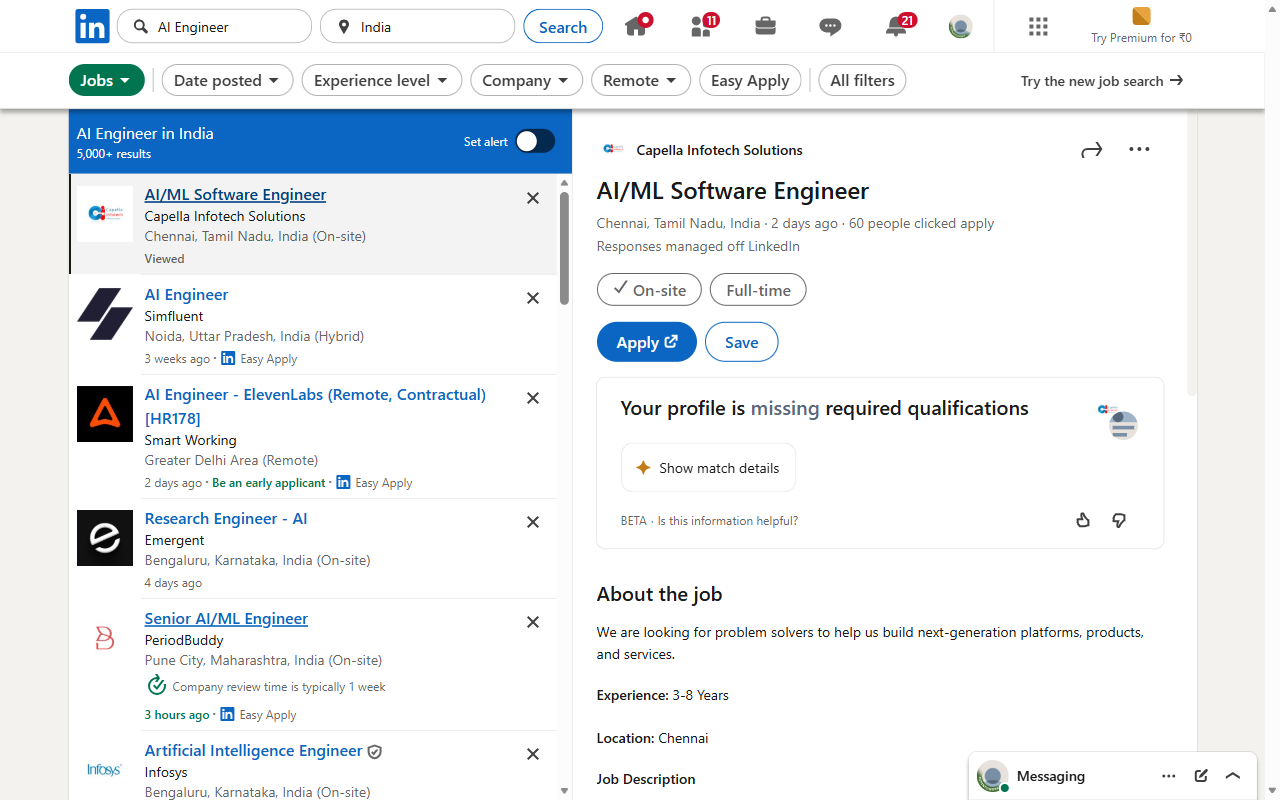 in
AI Engineer
India
Search
11
21
Try Premium for ₹0
Jobs
Date posted
Experience level
Company
Remote
Easy Apply
All filters
Try the new job search
AI Engineer in India
5,000+ results
Set alert
AI/ML Software Engineer
Capella Infotech Solutions
Chennai, Tamil Nadu, India (On-site)
Viewed
AI Engineer
Simfluent
Noida, Uttar Pradesh, India (Hybrid)
3 weeks ago · in Easy Apply
AI Engineer - ElevenLabs (Remote, Contractual)
[HR178]
Smart Working
Greater Delhi Area (Remote)
2 days ago · Be an early applicant · in Easy Apply
Research Engineer - AI
Emergent
Bengaluru, Karnataka, India (On-site)
4 days ago
Senior AI/ML Engineer
PeriodBuddy
Pune City, Maharashtra, India (On-site)
Company review time is typically 1 week
3 hours ago · in Easy Apply
Infosys
Artificial Intelligence Engineer
Infosys
Bengaluru, Karnataka, India (On-site)
Capella Infotech Solutions
AI/ML Software Engineer
Chennai, Tamil Nadu, India · 2 days ago · 60 people clicked apply
Responses managed off LinkedIn
On-site
Full-time
Apply
Save
Your profile is missing required qualifications
Show match details
BETA · Is this information helpful?
About the job
We are looking for problem solvers to help us build next-generation platforms, products,
and services.
Experience: 3-8 Years
Location: Chennai
Job Description
Messaging